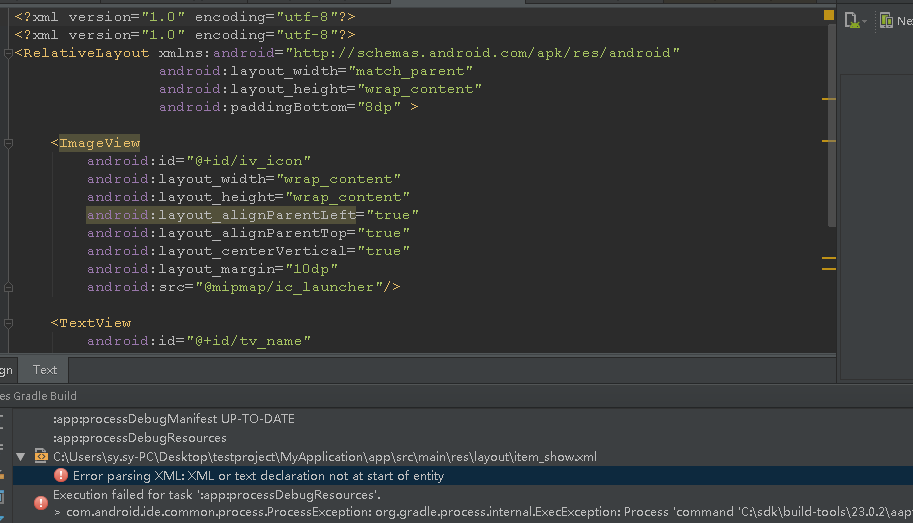 <?xml version="1.0" encoding="utf-8"?>
<?xml version="1.0" encoding="utf-8"?>
<RelativeLayout xmlns:android="http://schemas.android.com/apk/res/android"
android:layout_width="match_parent"
android:layout_height="wrap_content"
android:paddingBottom="8dp" >
<ImageView
android:id="@+id/iv_icon"
android:layout_width="wrap_content"
android:layout_height="wrap_content"
android:layout_alignParentLeft="true"
android:layout_alignParentTop="true"
android:layout_centerVertical="true"
android:layout_margin="10dp"
android:src="@mipmap/ic_launcher"/>
<TextView
android:id="@+id/tv_name"
Ne
gn Text
es Gradle Build
:app:processDebugManifest UP-TO-DATE
:app:processDebugResources
C:\Users\sy.sy-PC\Desktop\testproject\MyApplication\app\src\main\res\layout\item_show.xml
Error parsing XML: XML or text declaration not at start of entity
Execution failed for task ':app:processDebugResources'.
> com.android.ide.common.process.ProcessException: org.gradle.process.internal.ExecException: Process 'command 'C:\sdk\build-tools\23.0.2\aap